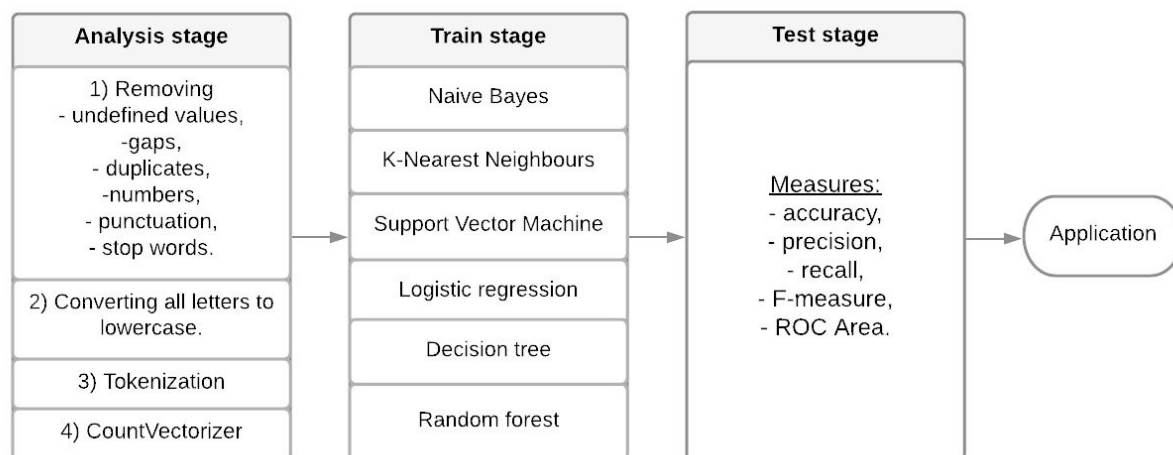 Analysis stage
1) Removing
- undefined values,
-gaps,
- duplicates,
-numbers,
- punctuation,
- stop words.
2) Converting all letters to
lowercase.
3) Tokenization
4) CountVectorizer
Train stage
Naive Bayes
K-Nearest Neighbours
Support Vector Machine
Logistic regression
Decision tree
Random forest
Test stage
Measures:
- accuracy,
- precision,
- recall,
- F-measure,
- ROC Area.
Application